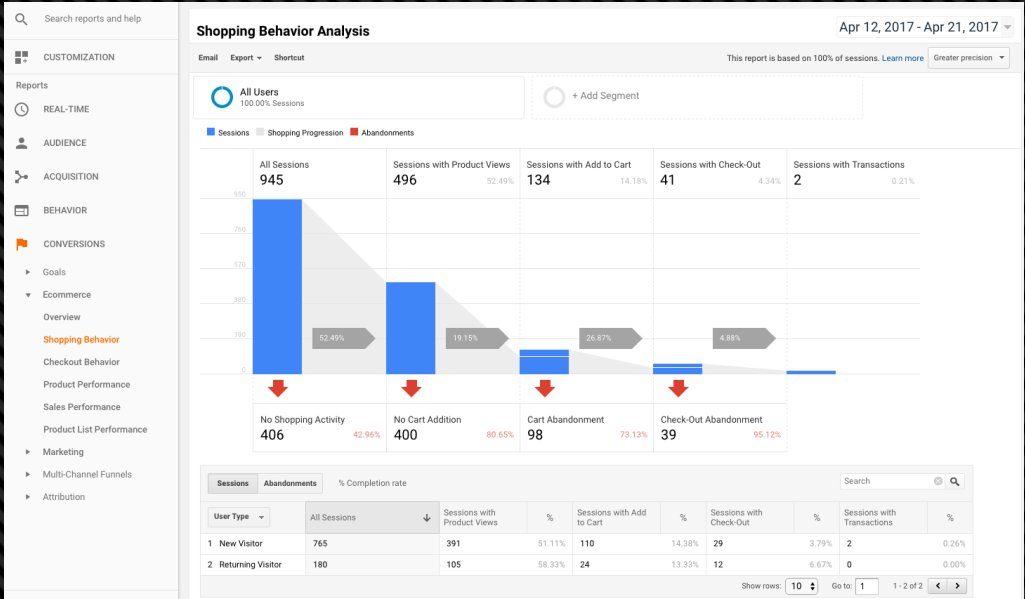 Search reports and help
CUSTOMIZATION
Reports
REAL-TIME
AUDIENCE
ACQUISITION
BEHAVIOR
CONVERSIONS
Goals
Ecommerce
Overview
Shopping Behavior
Checkout Behavior
Product Performance
Sales Performance
Product List Performance
Marketing
Multi-Channel Funnels
Attribution
Shopping Behavior Analysis
Apr 12, 2017 - Apr 21, 2017
Email Export Shortcut
This report is based on 100% of sessions. Learn more Greater precision
All Users
100.00% Sessions
+ Add Segment
Sessions Shopping Progression Abandonments
All Sessions Sessions with Product Views Sessions with Add to Cart Sessions with Check-Out Sessions with Transactions
945 496 52.49% 134 14.18% 41 4.34% 2 0.21%
950
760
570
380
190
0
52.49% 19.15% 26.87% 4.88%
No Shopping Activity No Cart Addition Cart Abandonment Check-Out Abandonment
406 42.96% 400 80.65% 98 73.13% 39 95.12%
Sessions Abandonments % Completion rate
Search
User Type All Sessions Sessions with Product Views % Sessions with Add to Cart % Sessions with Check-Out % Sessions with Transactions %
1 New Visitor 765 391 51.11% 110 14.38% 29 3.79% 2 0.26%
2 Returning Visitor 180 105 58.33% 24 13.33% 12 6.67% 0 0.00%
Show rows: 10 Go to: 1 1 - 2 of 2